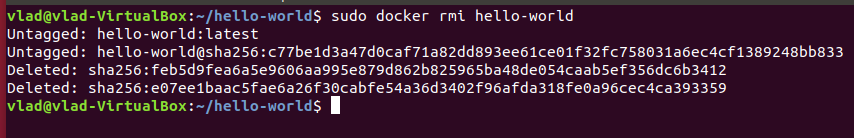 vlad@vlad-VirtualBox:~/hello-world$ sudo docker rmi hello-world
Untagged: hello-world:latest
Untagged: hello-world@sha256:c77be1d3a47d0caf71a82dd893ee61ce01f32fc758031a6ec4cf1389248bb833
Deleted: sha256:feb5d9fea6a5e9606aa995e879d862b825965ba48de054caab5ef356dc6b3412
Deleted: sha256:e07ee1baac5fae6a26f30cabfe54a36d3402f96afda318fe0a96cec4ca393359
vlad@vlad-VirtualBox:~/hello-world$